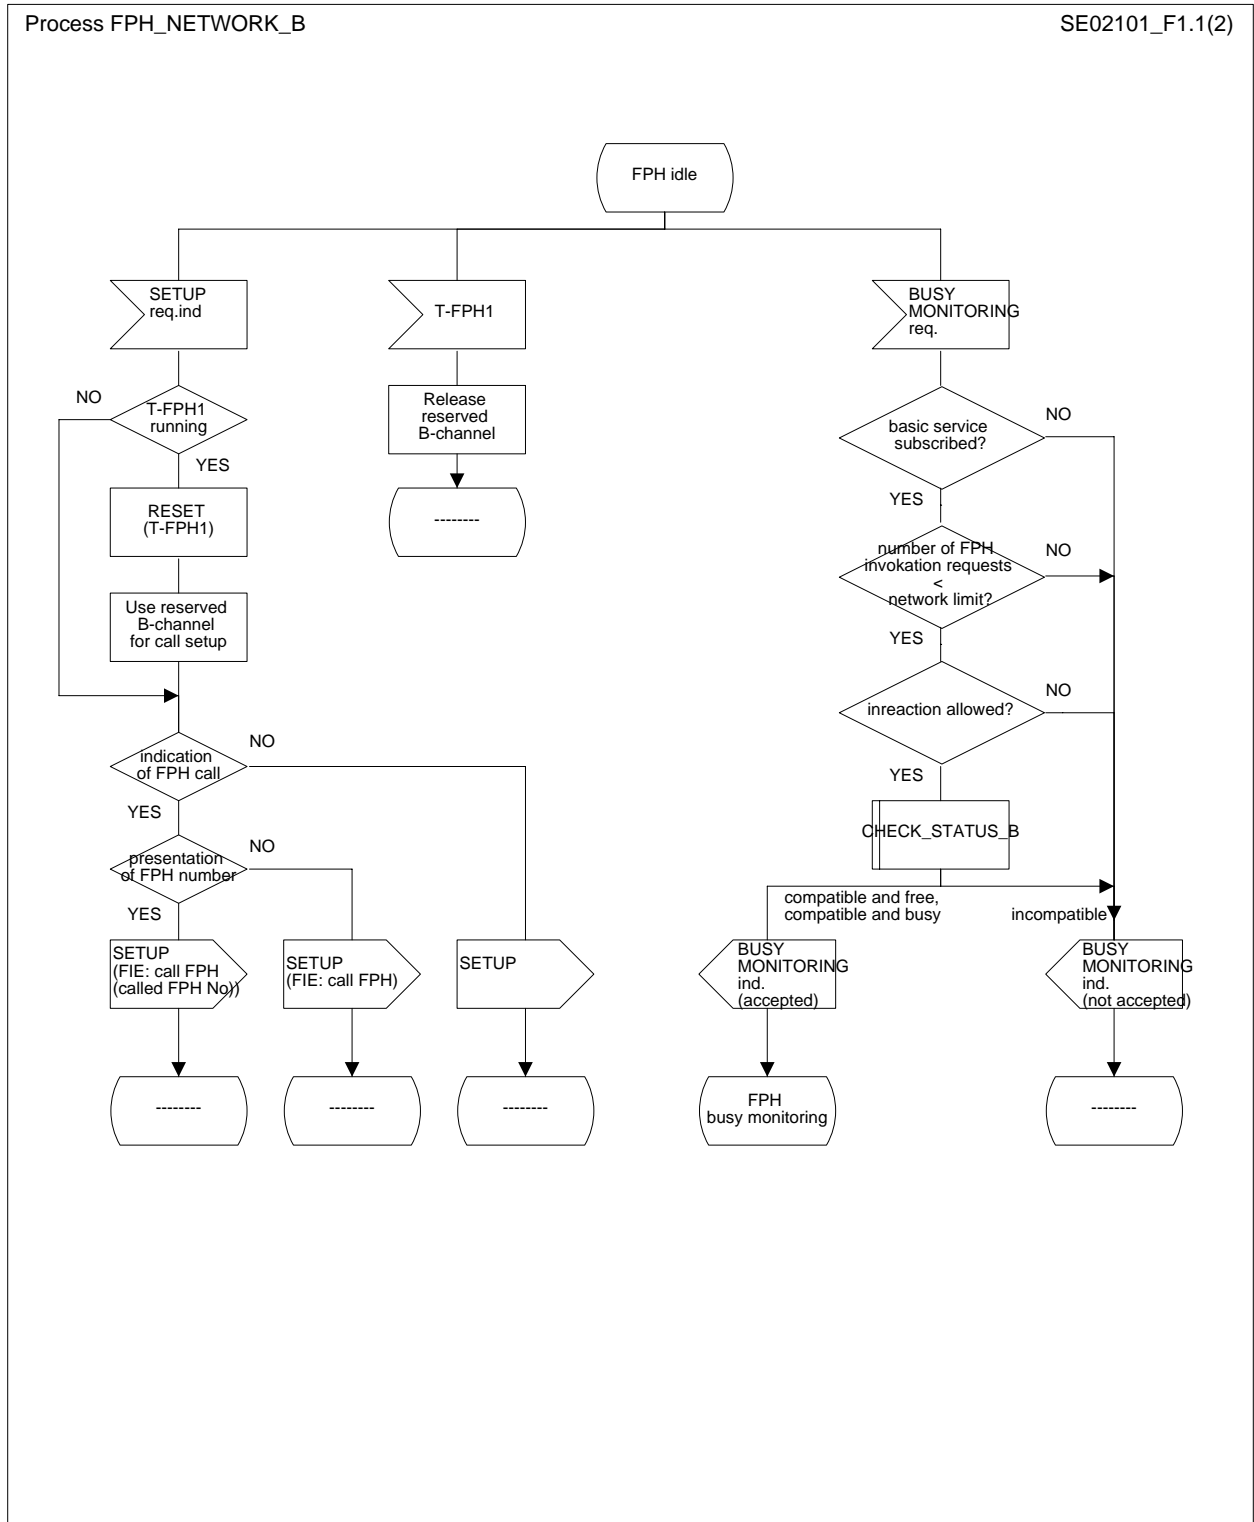 Process FPH_NETWORK_B
SE02101_F1.1(2)
FPH idle
SETUP
req.ind
T-FPH1
BUSY
MONITORING
req.
NO
T-FPH1
running
YES
Release
reserved
B-channel
basic service
subscribed?
NO
YES
RESET
(T-FPH1)
--------
number of FPH
invokation requests
<
network limit?
NO
YES
Use reserved
B-channel
for call setup
inreaction allowed?
NO
YES
indication
of FPH call
NO
YES
CHECK_STATUS_B
presentation
of FPH number
NO
YES
compatible and free,
compatible and busy
incompatible
SETUP
(FIE: call FPH
(called FPH No))
SETUP
(FIE: call FPH)
SETUP
BUSY
MONITORING
ind.
(accepted)
BUSY
MONITORING
ind.
(not accepted)
--------
--------
--------
FPH
busy monitoring
--------